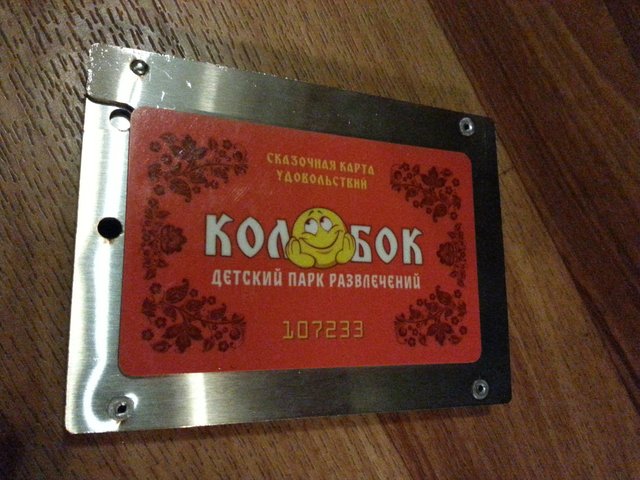 СКАЗОЧНАЯ КАРТА
УДОВОЛЬСТВИЙ
КОЛОБОК
ДЕТСКИЙ ПАРК РАЗВЛЕЧЕНИЙ
107233